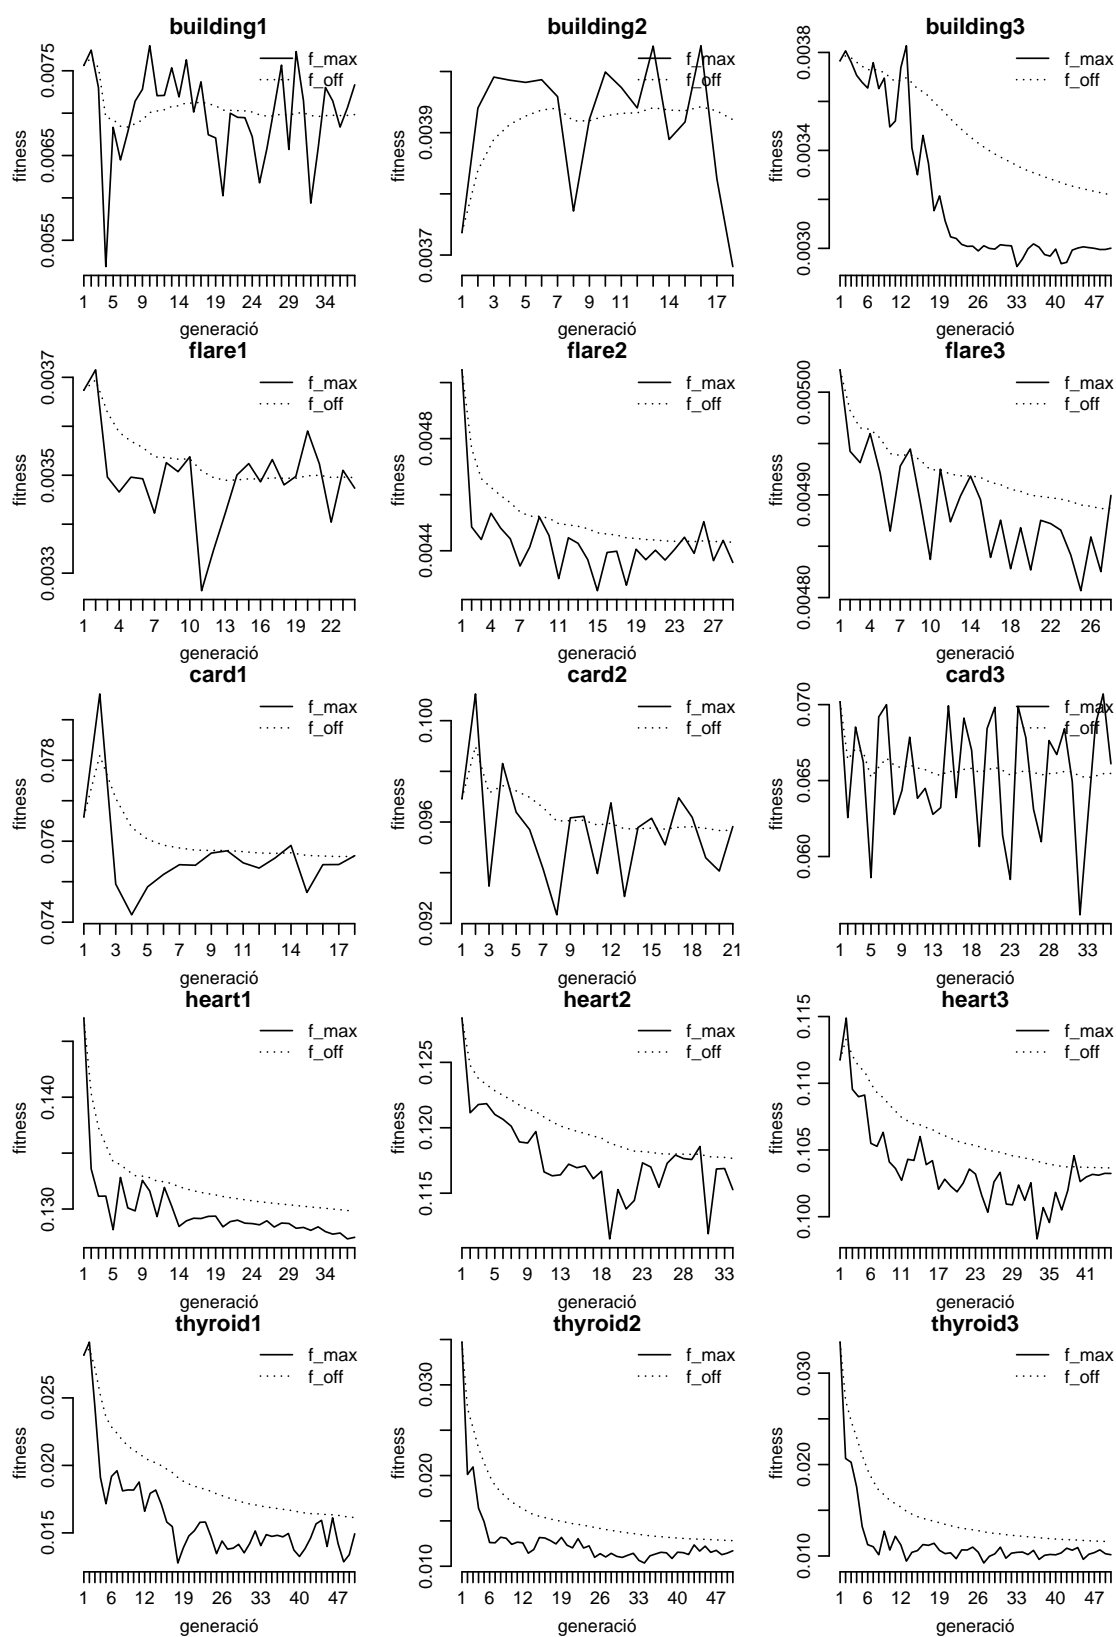 building1
f_max
f_off
fitness
0.0055 0.0065 0.0075
1 5 9 14 19 24 29 34
generació
building2
f_max
f_off
fitness
0.0037 0.0039
1 3 5 7 9 11 14 17
generació
building3
f_max
f_off
fitness
0.0030 0.0034 0.0038
1 6 12 19 26 33 40 47
generació
flare1
f_max
f_off
fitness
0.0033 0.0035 0.0037
1 4 7 10 13 16 19 22
generació
flare2
f_max
f_off
fitness
0.0044 0.0048
1 4 7 11 15 19 23 27
generació
flare3
f_max
f_off
fitness
0.00480 0.00490 0.00500
1 4 7 10 14 18 22 26
generació
card1
f_max
f_off
fitness
0.074 0.076 0.078
1 3 5 7 9 11 14 17
generació
card2
f_max
f_off
fitness
0.092 0.096 0.100
1 3 5 7 9 12 15 18 21
generació
card3
f_max
f_off
fitness
0.060 0.065 0.070
1 5 9 13 18 23 28 33
generació
heart1
f_max
f_off
fitness
0.130 0.140
1 5 9 14 19 24 29 34
generació
heart2
f_max
f_off
fitness
0.115 0.120 0.125
1 5 9 13 18 23 28 33
generació
heart3
f_max
f_off
fitness
0.100 0.105 0.110 0.115
1 6 11 17 23 29 35 41
generació
thyroid1
f_max
f_off
fitness
0.015 0.020 0.025
1 6 12 19 26 33 40 47
generació
thyroid2
f_max
f_off
fitness
0.010 0.020 0.030
1 6 12 19 26 33 40 47
generació
thyroid3
f_max
f_off
fitness
0.010 0.020 0.030
1 6 12 19 26 33 40 47
generació